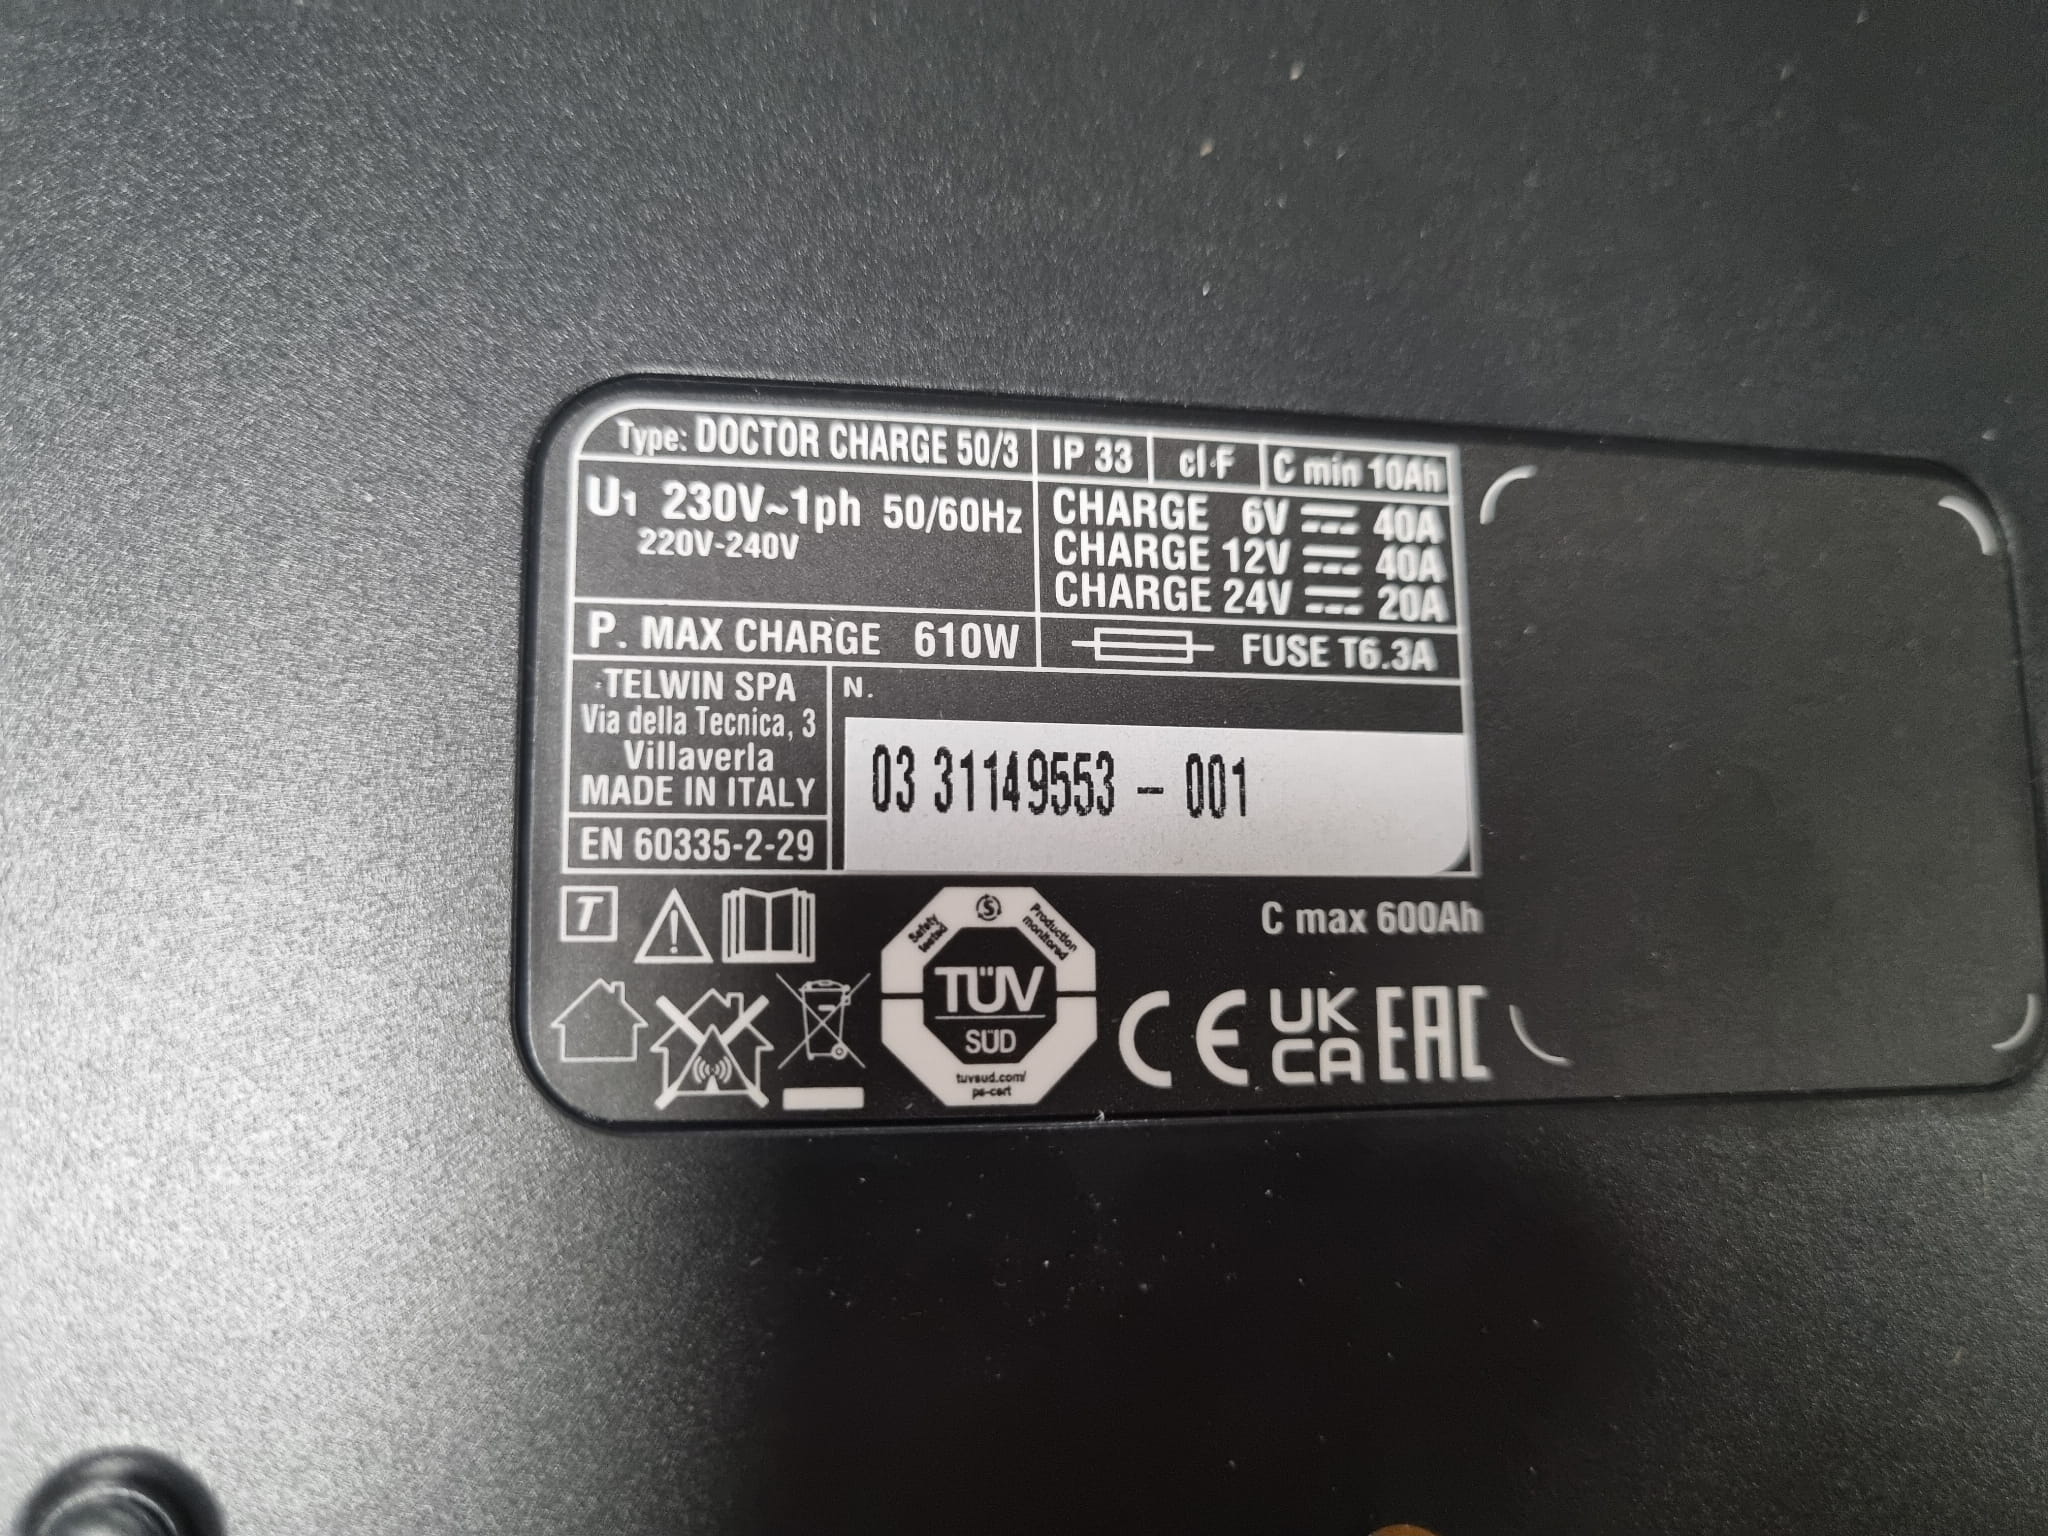 Type: DOCTOR CHARGE 50/3
IP 33
cl.F
C min 10Ah
U1 230V~1ph 50/60Hz
220V-240V
CHARGE 6V 40A
CHARGE 12V 40A
CHARGE 24V 20A
P. MAX CHARGE 610W
FUSE T6.3A
TELWIN SPA
Via della Tecnica, 3
Villaverla
MADE IN ITALY
EN 60335-2-29
N.
03 31149553 - 001
T
Safety
tested
S
Production
monitored
TÜV
SÜD
tuvsud.com/
ps-cert
C max 600Ah
CE
UK
CA
EAC